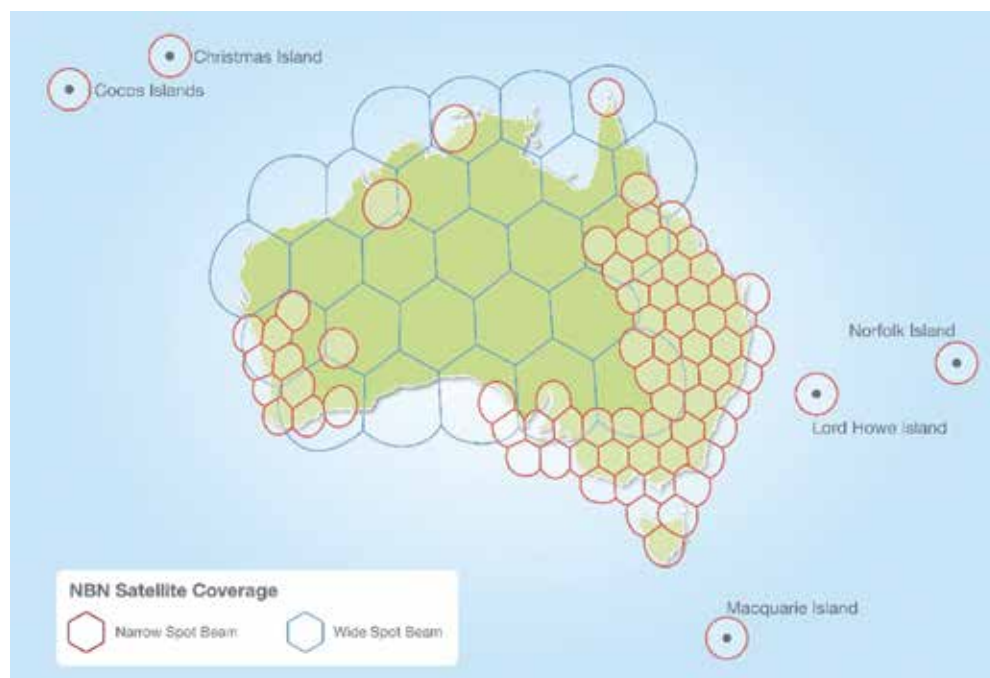 Christmas Island
Cocos Islands
Norfolk Island
Lord Howe Island
Macquarie Island
NBN Satellite Coverage
Narrow Spot Beam
Wide Spot Beam